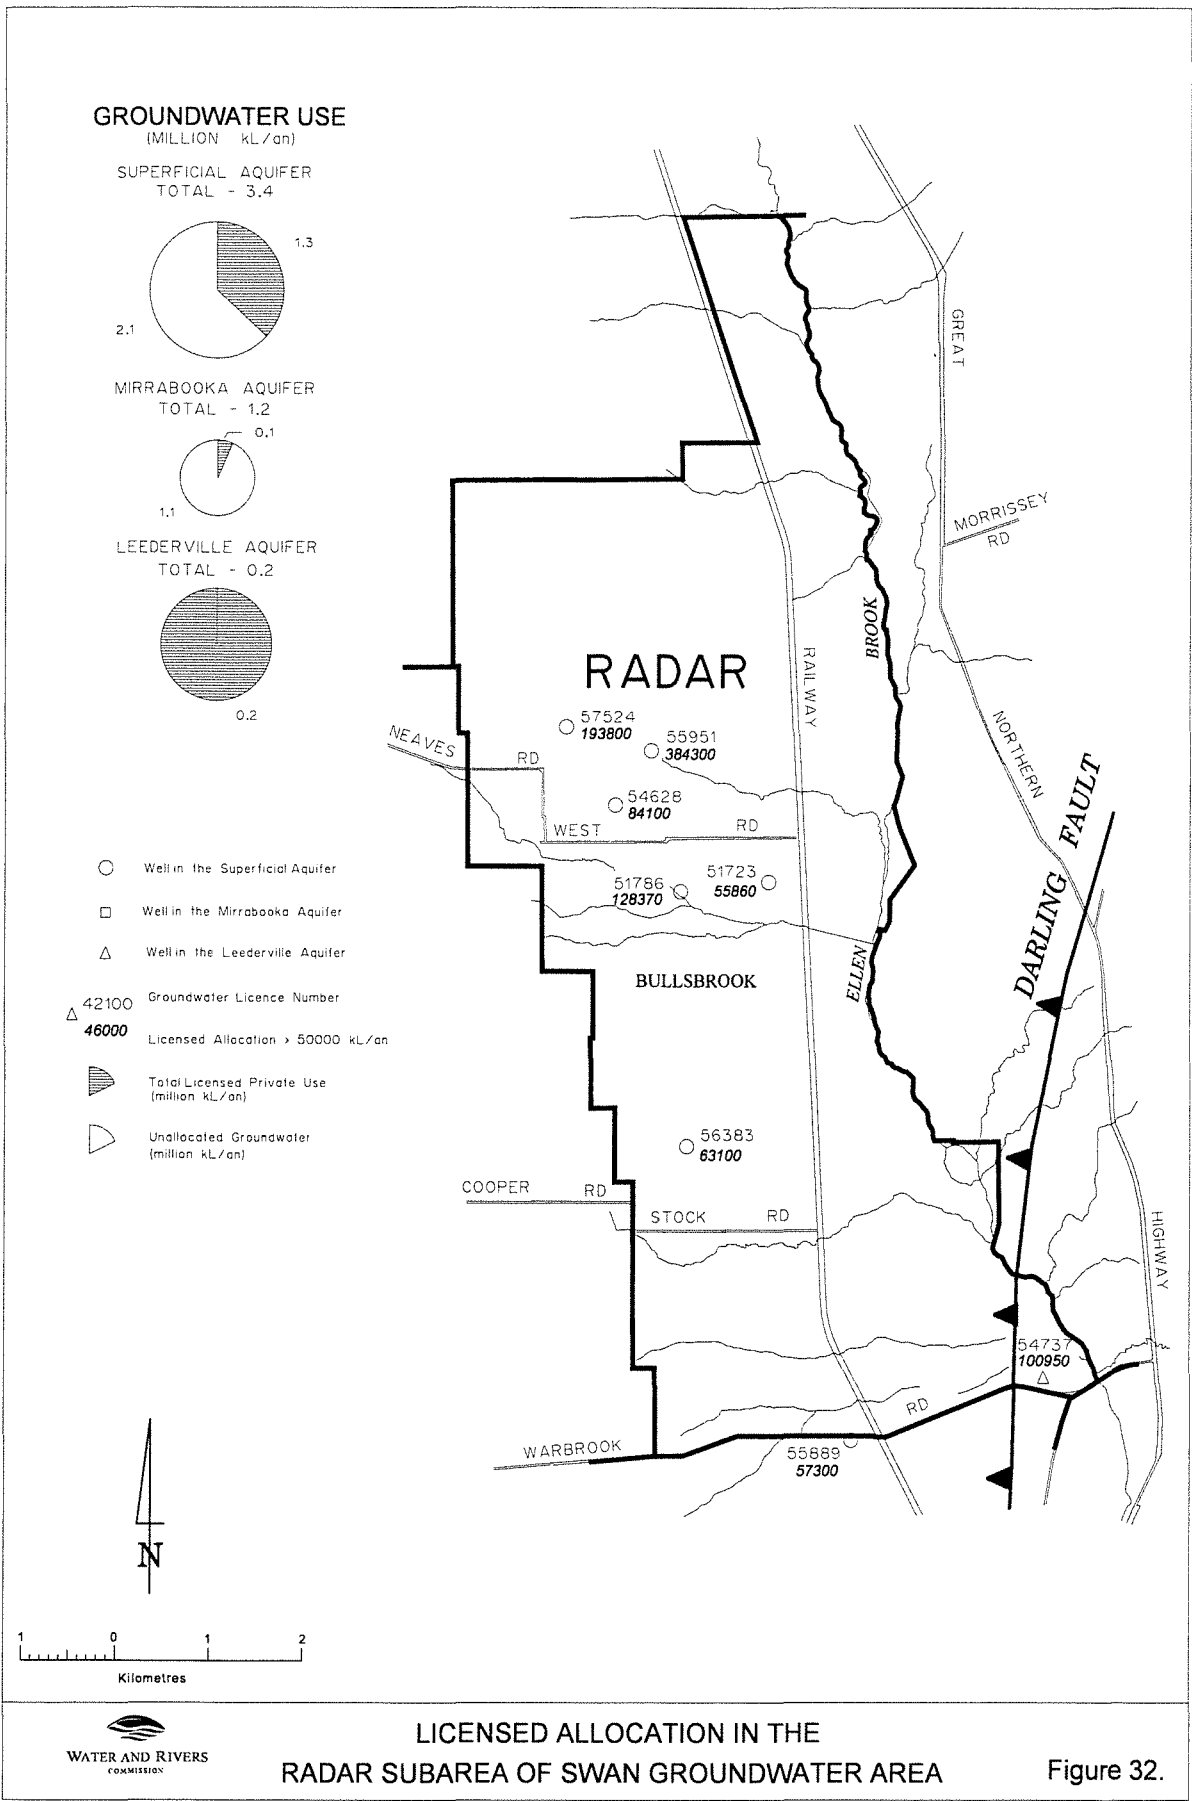 GROUNDWATER USE
(MILLION kL/an)
SUPERFICIAL AQUIFER
TOTAL - 3.4
1.3
2.1
MIRRABOOKA AQUIFER
TOTAL - 1.2
0.1
1.1
LEEDERVILLE AQUIFER
TOTAL - 0.2
0.2
GREAT
MORRISSEY
RD
BROOK
RADAR
RAILWAY
57524
193800
55951
384300
NEAVES
RD
NORTHERN
54628
84100
WEST RD
DARLING FAULT
51786
128370
51723
55860
ELLEN
BULLSBROOK
Well in the Superficial Aquifer
Well in the Mirrabooka Aquifer
Well in the Leederville Aquifer
42100
46000
Groundwater Licence Number
Licensed Allocation > 50000 kL/an
Total Licensed Private Use
(million kL/an)
Unallocated Groundwater
(million kL/an)
56383
63100
COOPER RD
STOCK RD
HIGHWAY
54737
100950
RD
WARBROOK
55889
57300
N
1 0 1 2
Kilometres
WATER AND RIVERS
COMMISSION
LICENSED ALLOCATION IN THE
RADAR SUBAREA OF SWAN GROUNDWATER AREA
Figure 32.